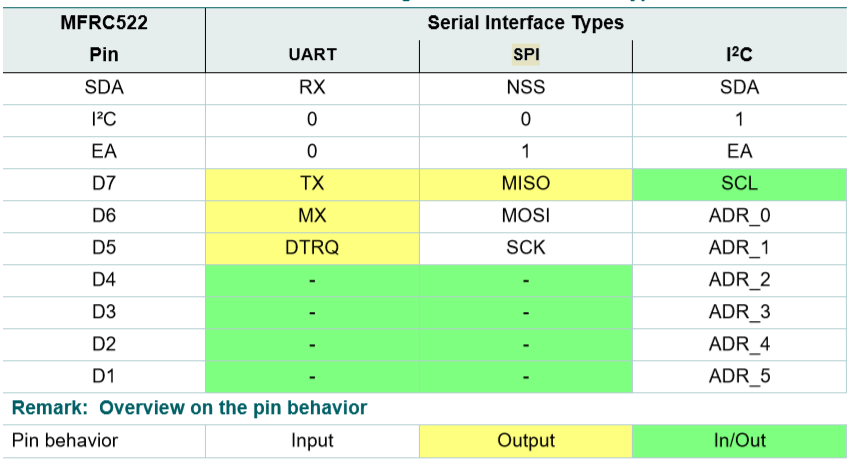 MFRC522 Serial Interface Types
Pin UART SPI I²C
SDA RX NSS SDA
I²C 0 0 1
EA 0 1 EA
D7 TX MISO SCL
D6 MX MOSI ADR_0
D5 DTRQ SCK ADR_1
D4 - - ADR_2
D3 - - ADR_3
D2 - - ADR_4
D1 - - ADR_5
Remark: Overview on the pin behavior
Pin behavior Input Output In/Out